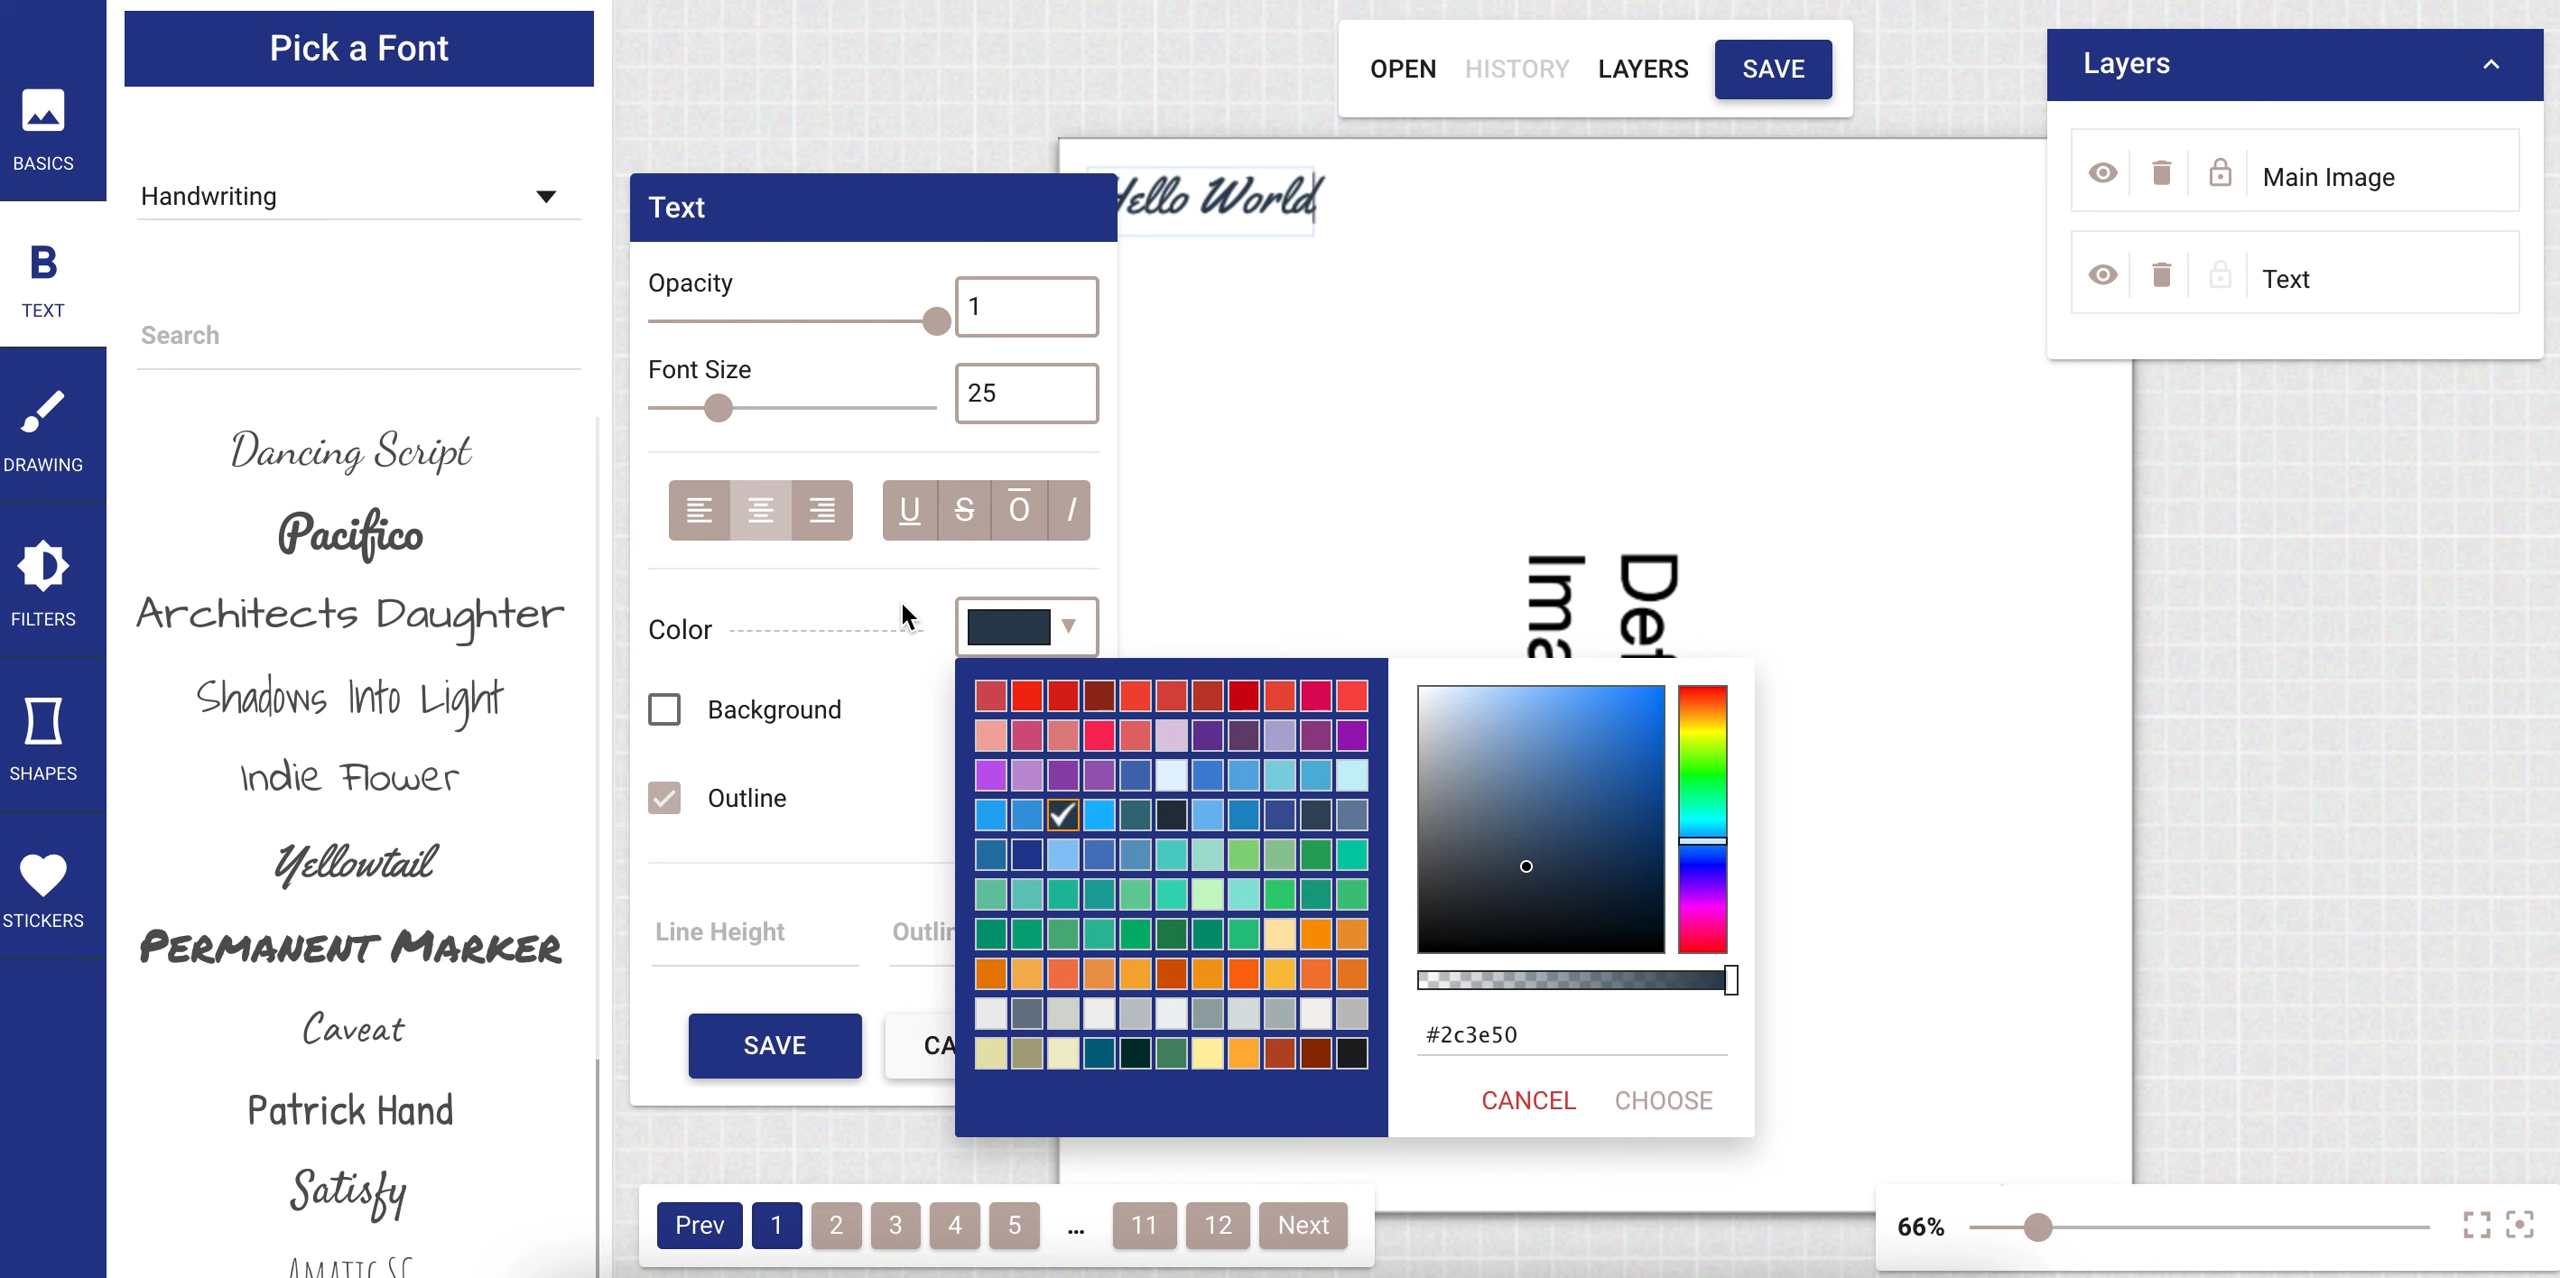 Pick a Font
BASICS
Handwriting
B
TEXT
Search
DRAWING
Dancing Script
Pacifico
Architects Daughter
FILTERS
Shadows Into Light
SHAPES
Indie Flower
Yellowtail
STICKERS
PERMANENT MARKER
Caveat
Patrick Hand
Satisfy
AMATIC SC
Text
Opacity
1
Font Size
25
U S O I
Color
Background
Outline
Line Height
SAVE
#2c3e50
CANCEL CHOOSE
OPEN HISTORY LAYERS SAVE
World
Layers
Main Image
Text
Prev 1 2 3 4 5 ... 11 12 Next
66%